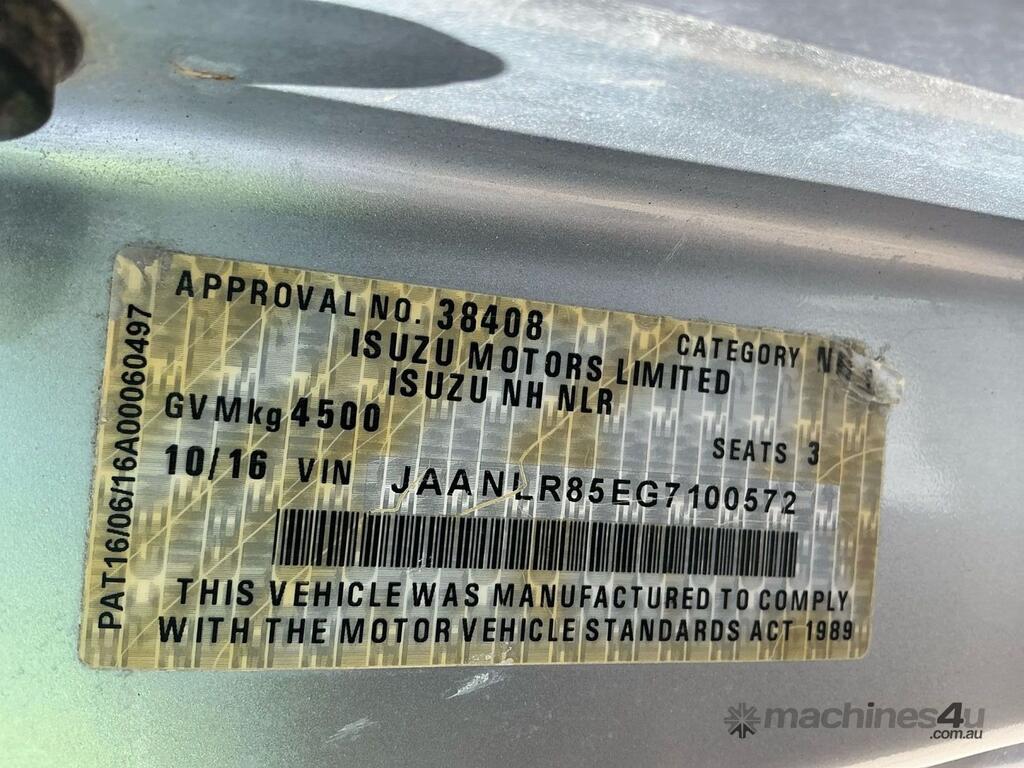 APPROVAL NO. 38408
CATEGORY
ISUZU MOTORS LIMITED
ISUZU NH NLR
GVMkg 4500
SEATS 3
10/16 VIN JAANLR85EG7100572
THIS VEHICLE WAS MANUFACTURED TO COMPLY
WITH THE MOTOR VEHICLE STANDARDS ACT 1989
PAT16/06/16A00060497
machines4u
.com.au